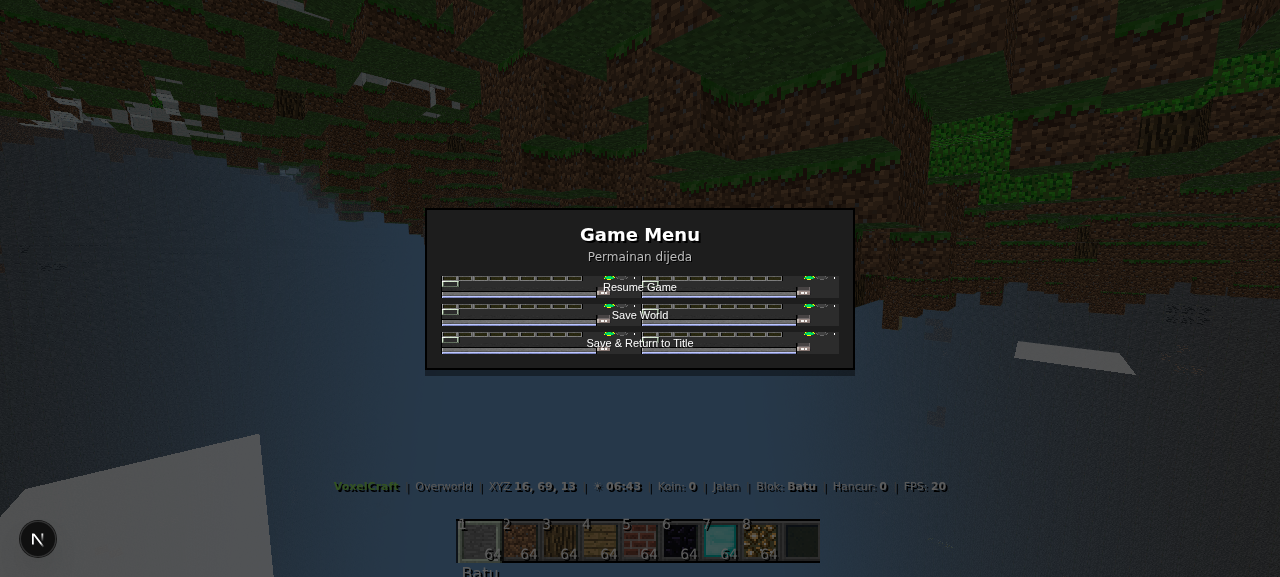 Game Menu
Permainan dijeda
Resume Game
Save World
Save & Return to Title
VoxelCraft | Overworld | XYZ 16, 69, 13 | ☀ 06:43 | Koin: 0 | Jalan | Blok: Batu | Hancur: 0 | FPS: 20
1 2 3 4 5 6 7 8
64 64 64 64 64 64 64 64
Batu
N